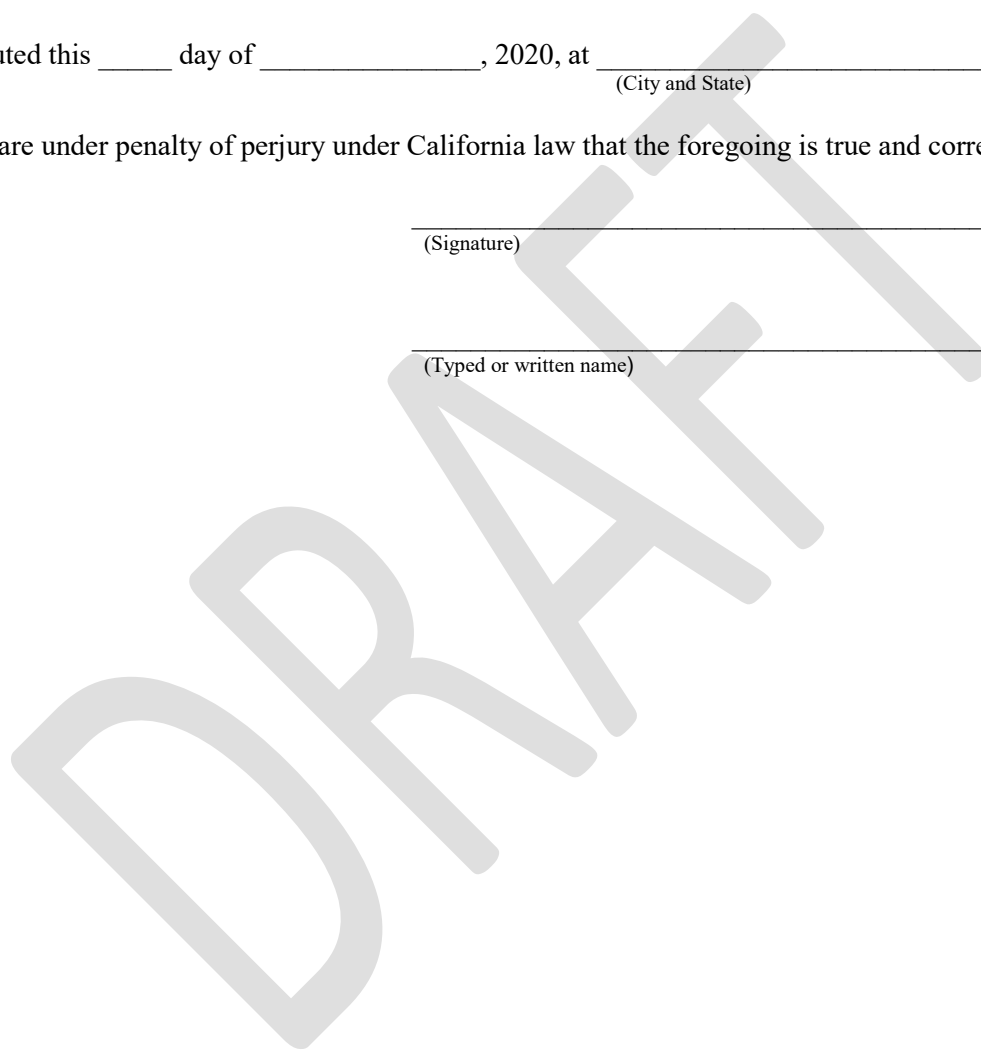 uted this _____ day of _______________, 2020, at __________________________
(City and State)
are under penalty of perjury under California law that the foregoing is true and corre
(Signature)
(Typed or written name)
DRAFT